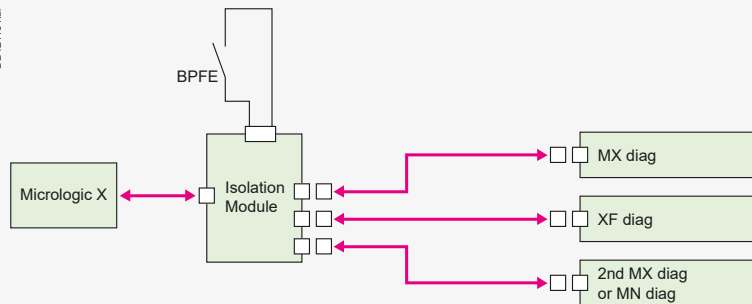 BPFE
Micrologic X
Isolation
Module
MX diag
XF diag
2nd MX diag
or MN diag